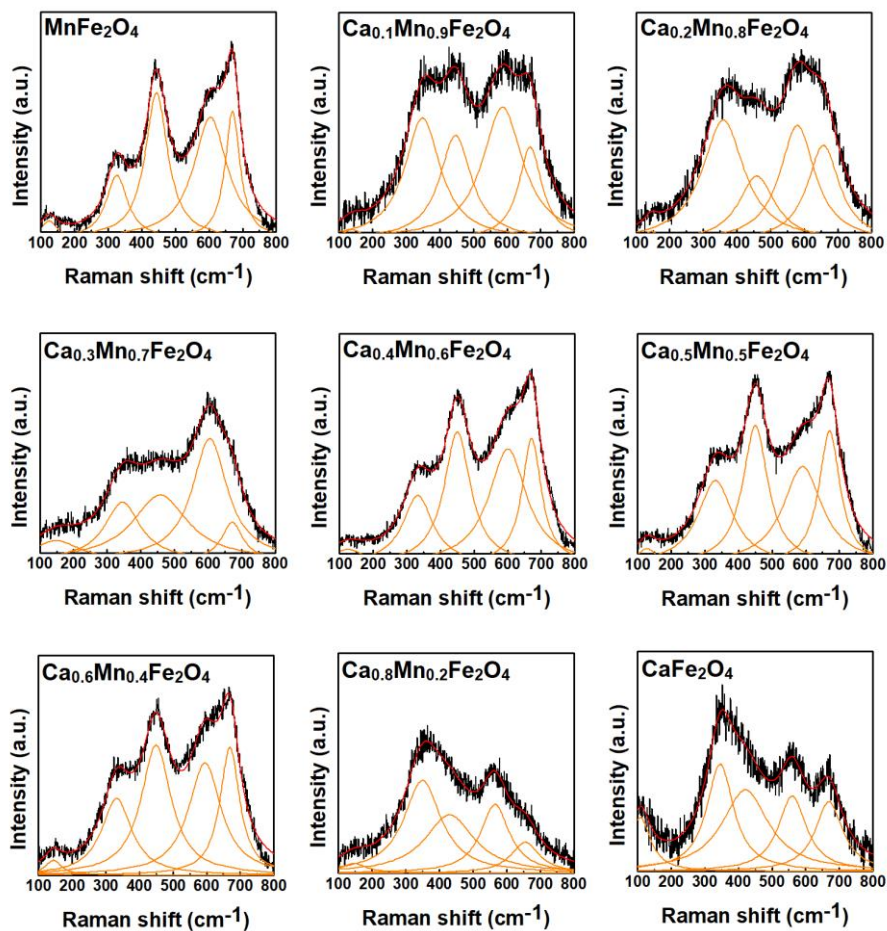 MnFe₂O₄
Ca₀.₁Mn₀.₉Fe₂O₄
Ca₀.₂Mn₀.₈Fe₂O₄
Intensity (a.u.)
Intensity (a.u.)
Intensity (a.u.)
100 200 300 400 500 600 700 800
100 200 300 400 500 600 700 800
100 200 300 400 500 600 700 800
Raman shift (cm⁻¹)
Raman shift (cm⁻¹)
Raman shift (cm⁻¹)
Ca₀.₃Mn₀.₇Fe₂O₄
Ca₀.₄Mn₀.₆Fe₂O₄
Ca₀.₅Mn₀.₅Fe₂O₄
Intensity (a.u.)
Intensity (a.u.)
Intensity (a.u.)
100 200 300 400 500 600 700 800
100 200 300 400 500 600 700 800
100 200 300 400 500 600 700 800
Raman shift (cm⁻¹)
Raman shift (cm⁻¹)
Raman shift (cm⁻¹)
Ca₀.₆Mn₀.₄Fe₂O₄
Ca₀.₈Mn₀.₂Fe₂O₄
CaFe₂O₄
Intensity (a.u.)
Intensity (a.u.)
Intensity (a.u.)
100 200 300 400 500 600 700 800
100 200 300 400 500 600 700 800
100 200 300 400 500 600 700 800
Raman shift (cm⁻¹)
Raman shift (cm⁻¹)
Raman shift (cm⁻¹)